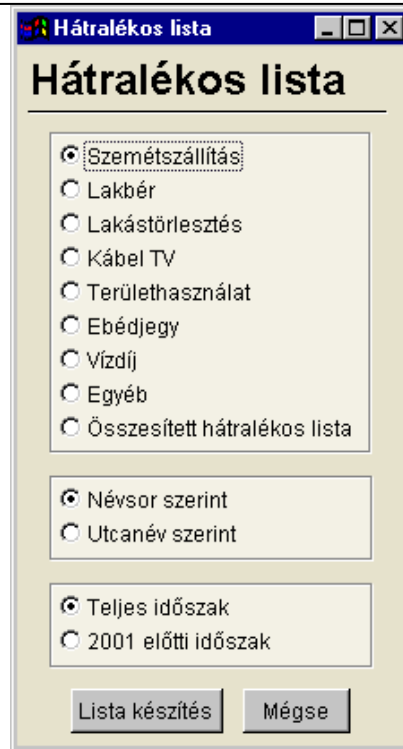 Hátralékos lista
Hátralékos lista
Szemétszállítás
Lakbér
Lakástörlesztés
Kábel TV
Területhasználat
Ebédjegy
Vízdíj
Egyéb
Összesített hátralékos lista
Névsor szerint
Utcanév szerint
Teljes időszak
2001 előtti időszak
Lista készítés Mégse